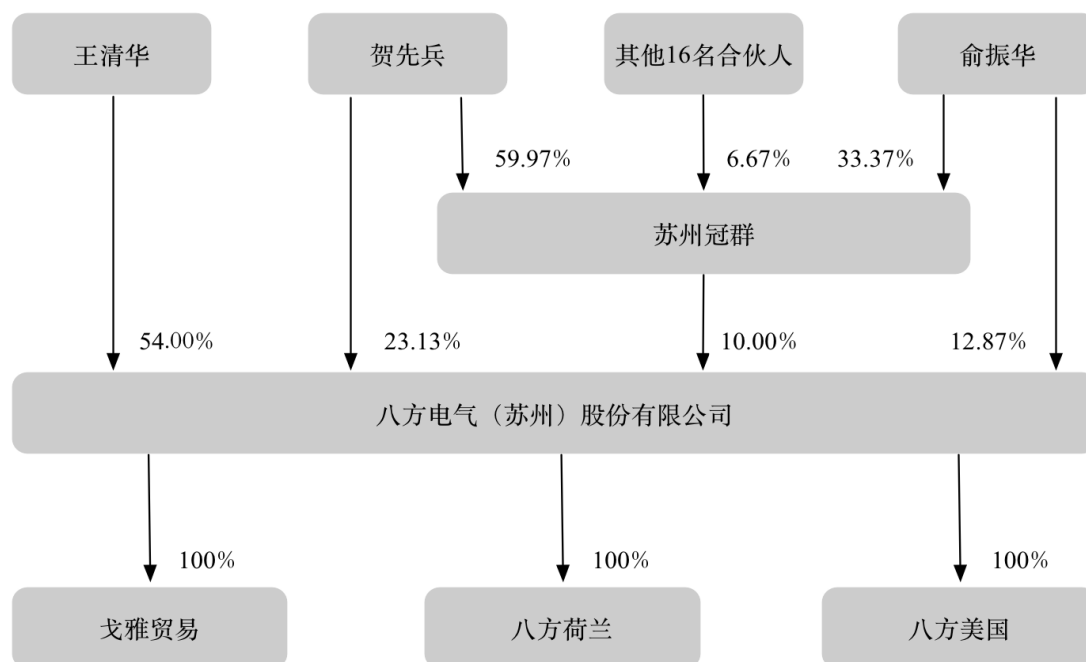 王清华
贺先兵
其他16名合伙人
俞振华
59.97%
6.67%
33.37%
苏州冠群
54.00%
23.13%
10.00%
12.87%
八方电气（苏州）股份有限公司
100%
100%
100%
戈雅贸易
八方荷兰
八方美国